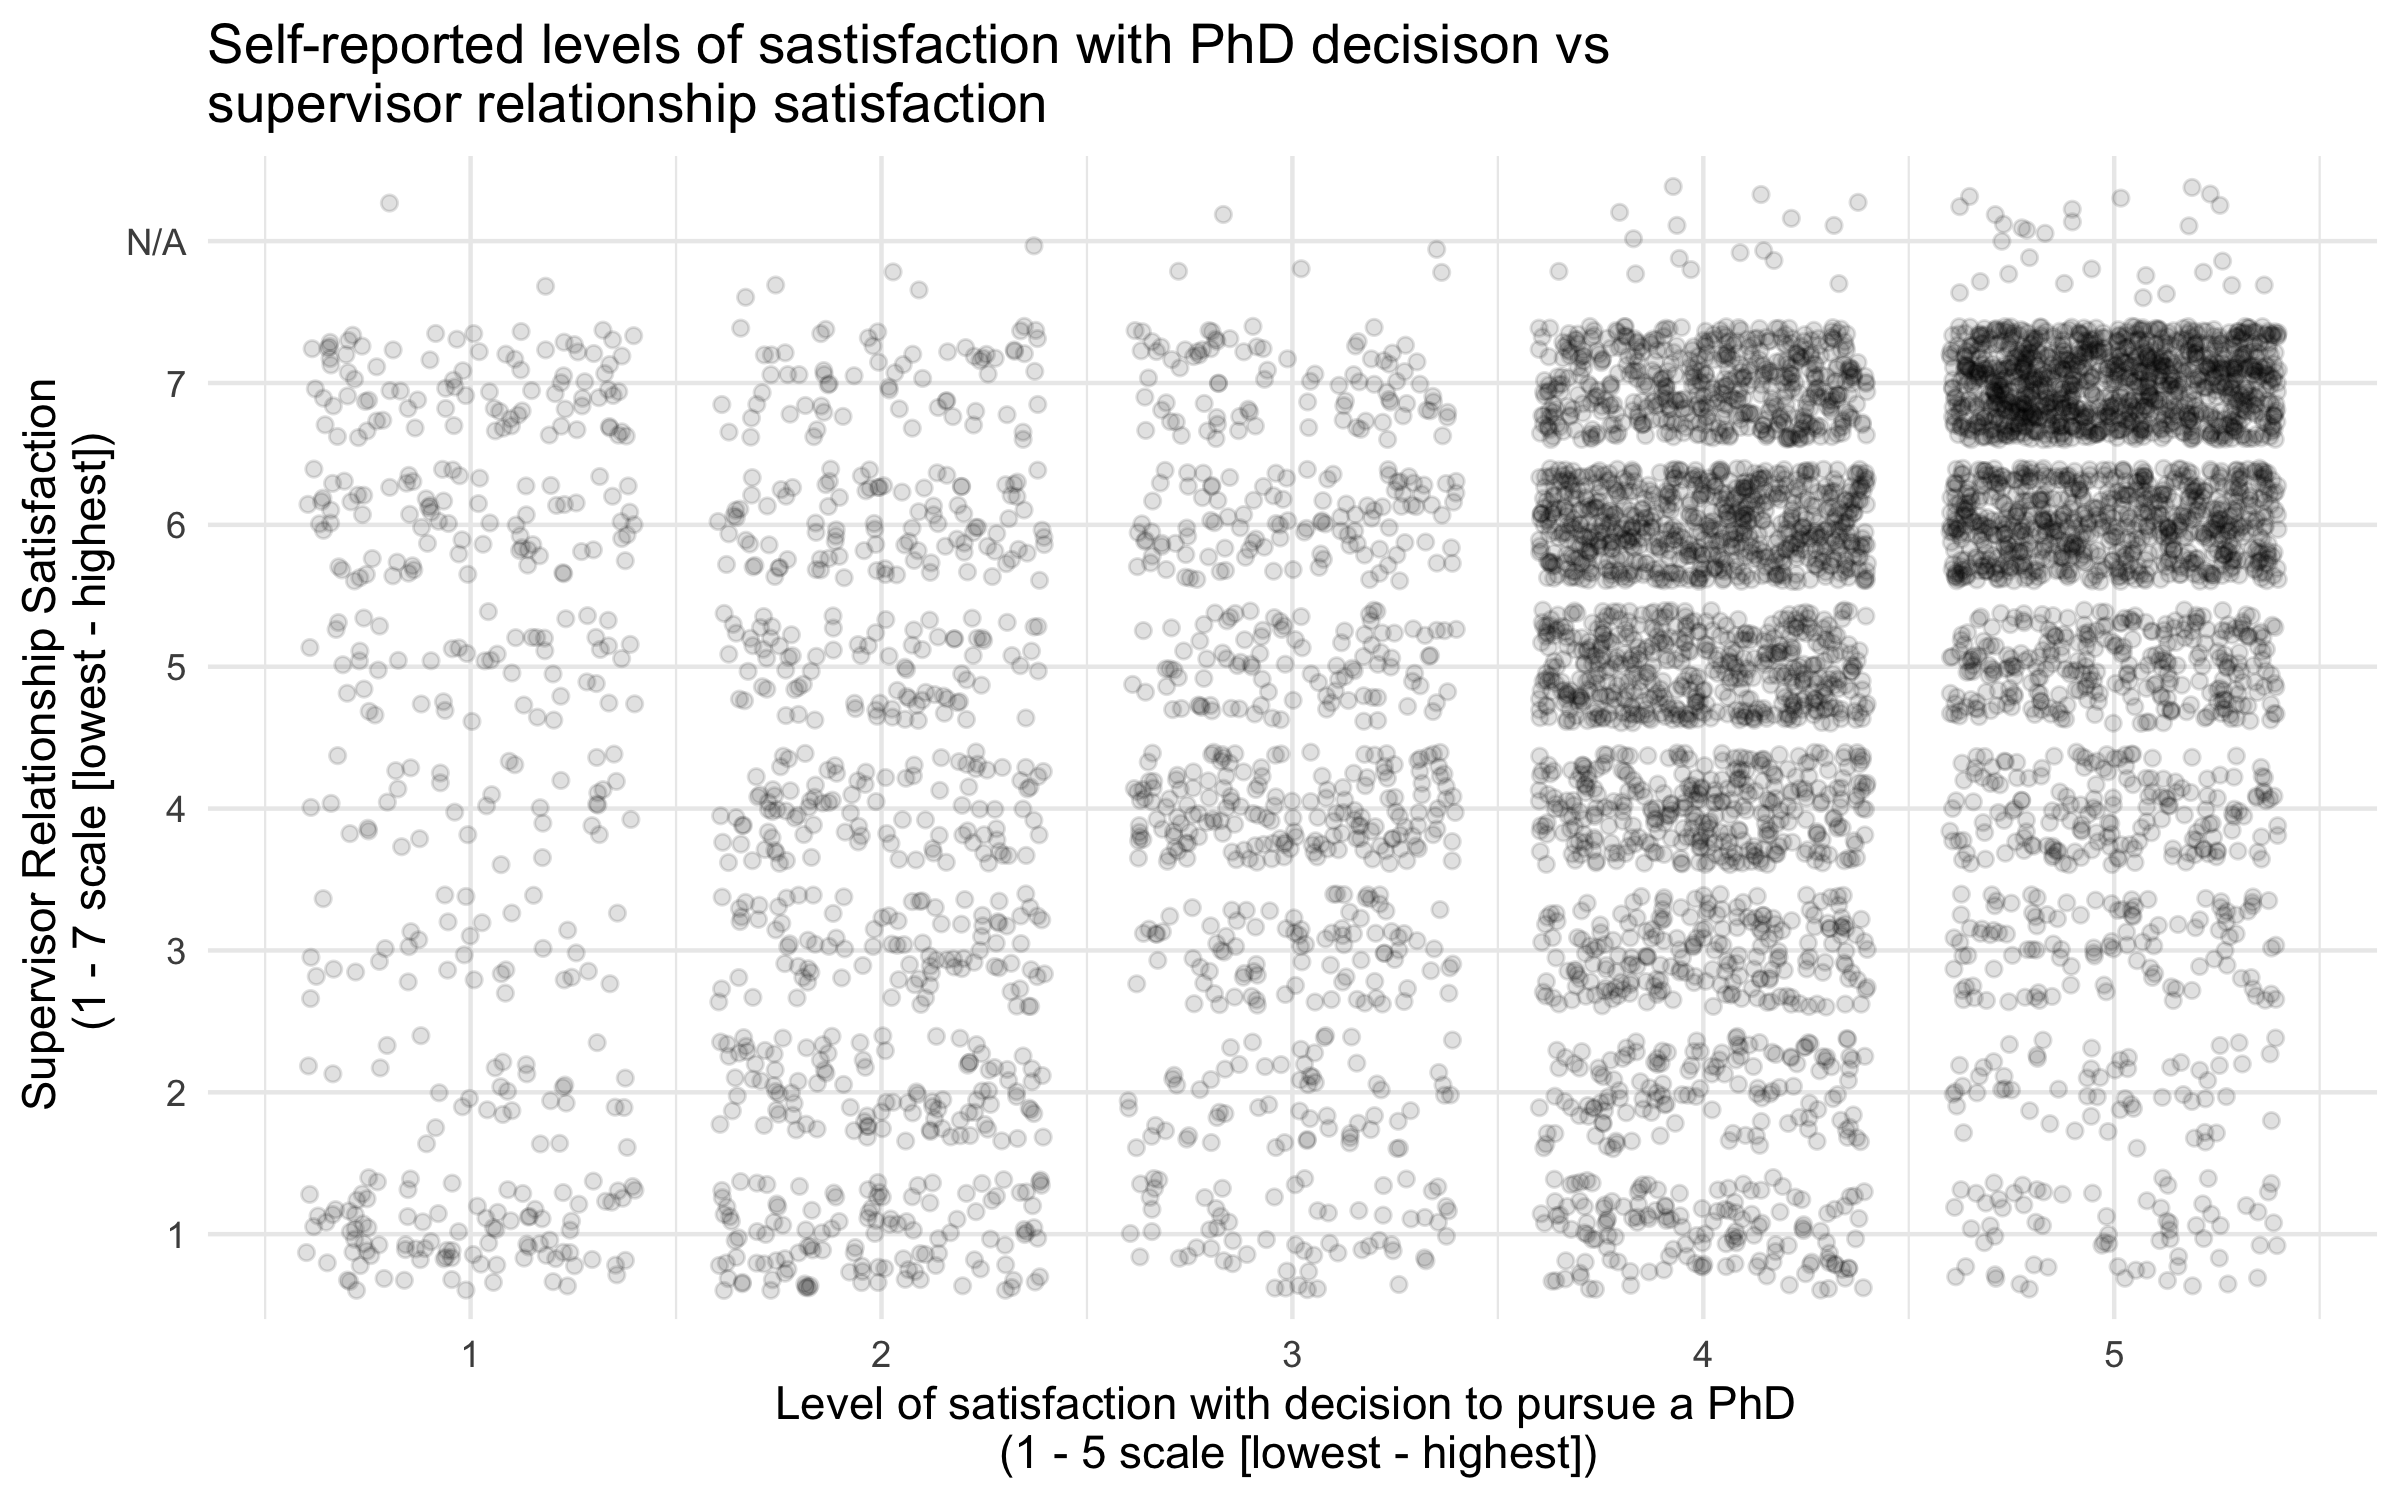 Self-reported levels of sastisfaction with PhD decisison vs
supervisor relationship satisfaction
Supervisor Relationship Satisfaction
(1 - 7 scale [lowest - highest])
N/A
7
6
5
4
3
2
1
1
2
3
4
5
Level of satisfaction with decision to pursue a PhD
(1 - 5 scale [lowest - highest])